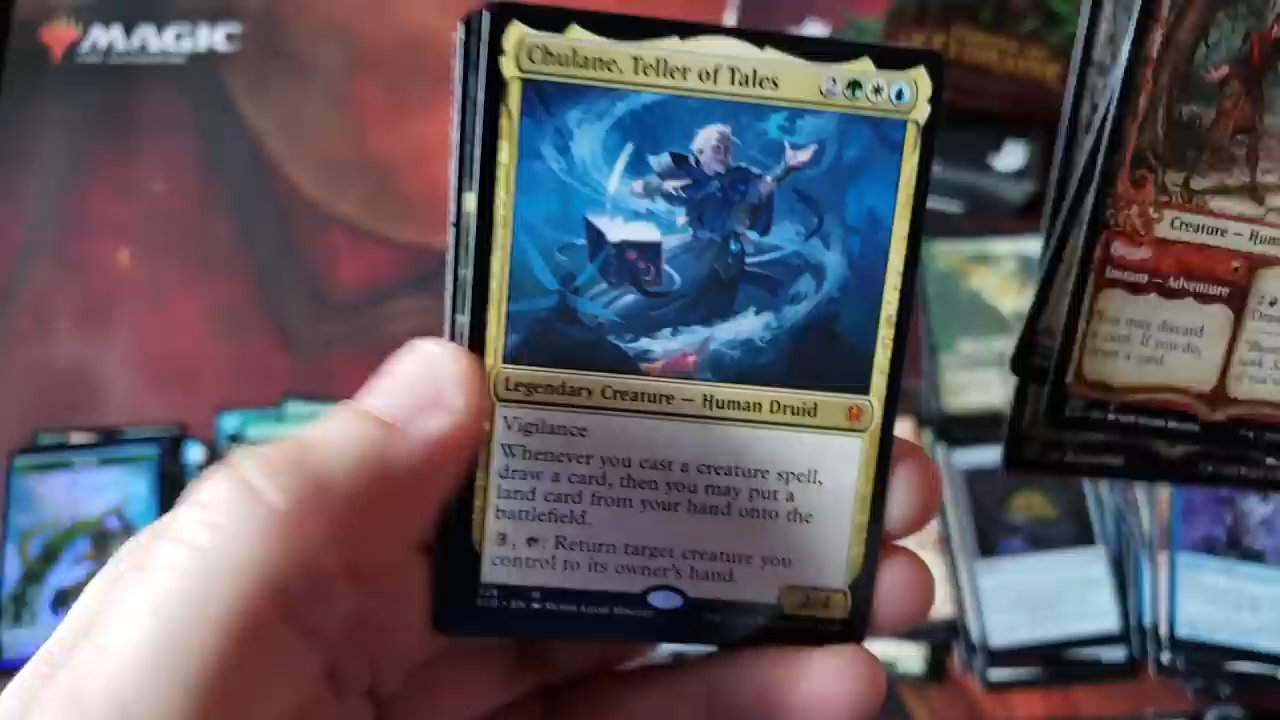 MAGIC
Chulane, Teller of Tales
2
Legendary Creature — Human Druid
Vigilance
Whenever you cast a creature spell,
draw a card, then you may put a
land card from your hand onto the
battlefield.
3, : Return target creature you
control to its owner's hand.
2/4
Creature — Hum
Instant — Adventure
You may discard
a card. If you do,
draw a card.